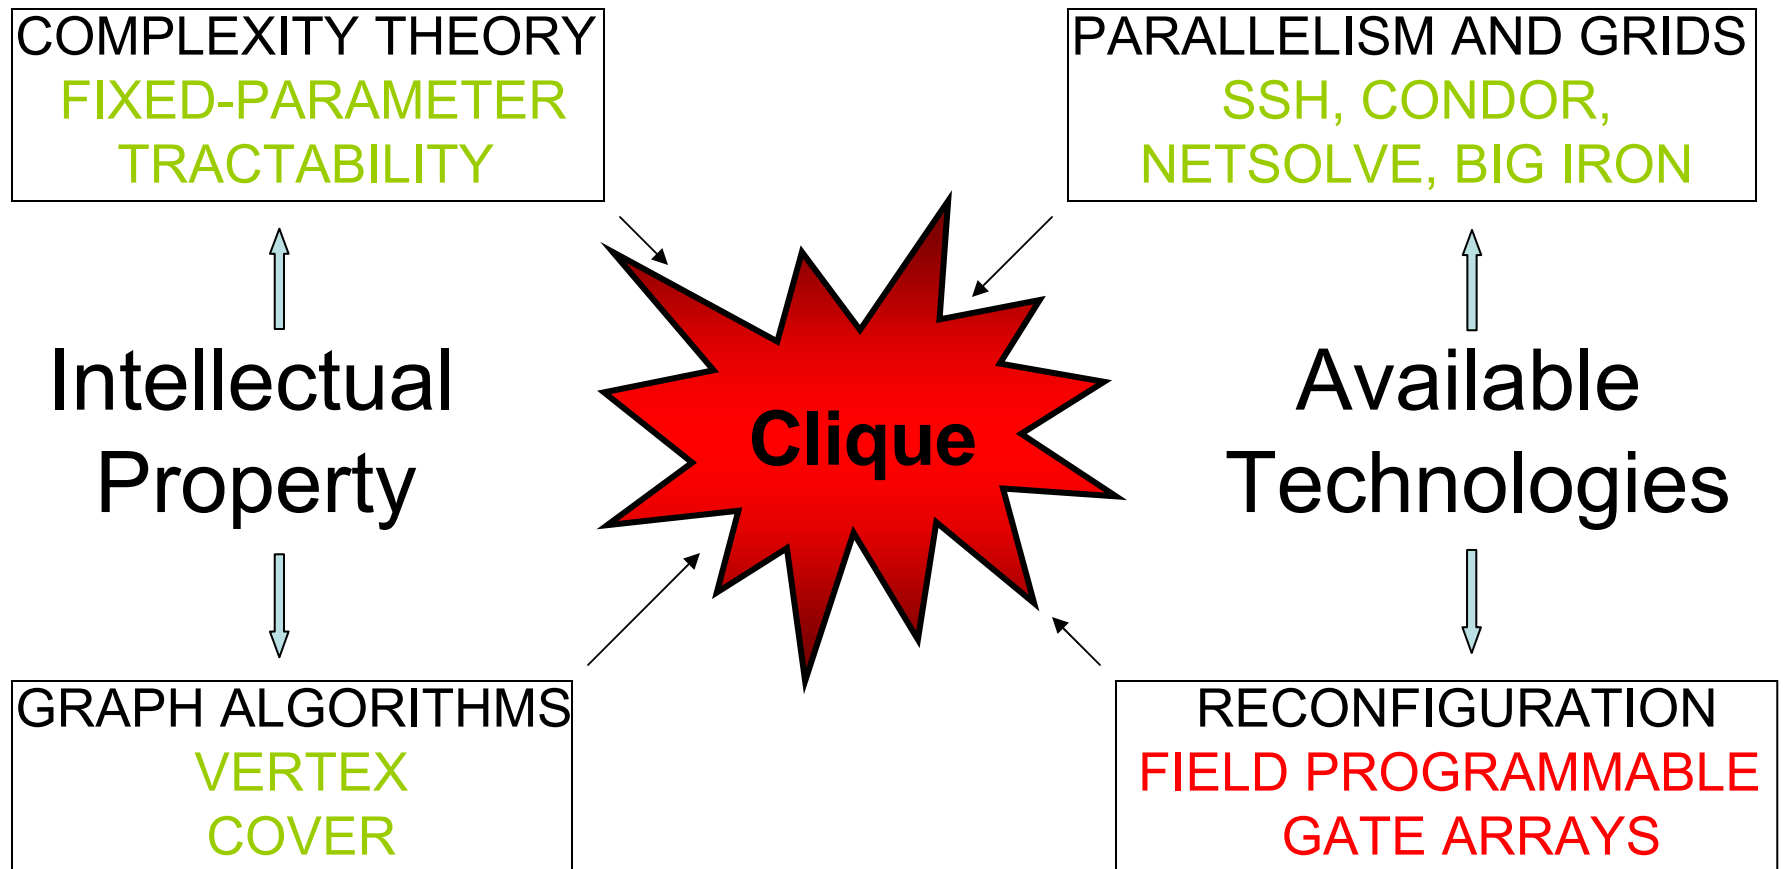 COMPLEXITY THEORY
FIXED-PARAMETER
TRACTABILITY
PARALLELISM AND GRIDS
SSH, CONDOR,
NETSOLVE, BIG IRON
Intellectual
Property
Clique
Available
Technologies
GRAPH ALGORITHMS
VERTEX
COVER
RECONFIGURATION
FIELD PROGRAMMABLE
GATE ARRAYS